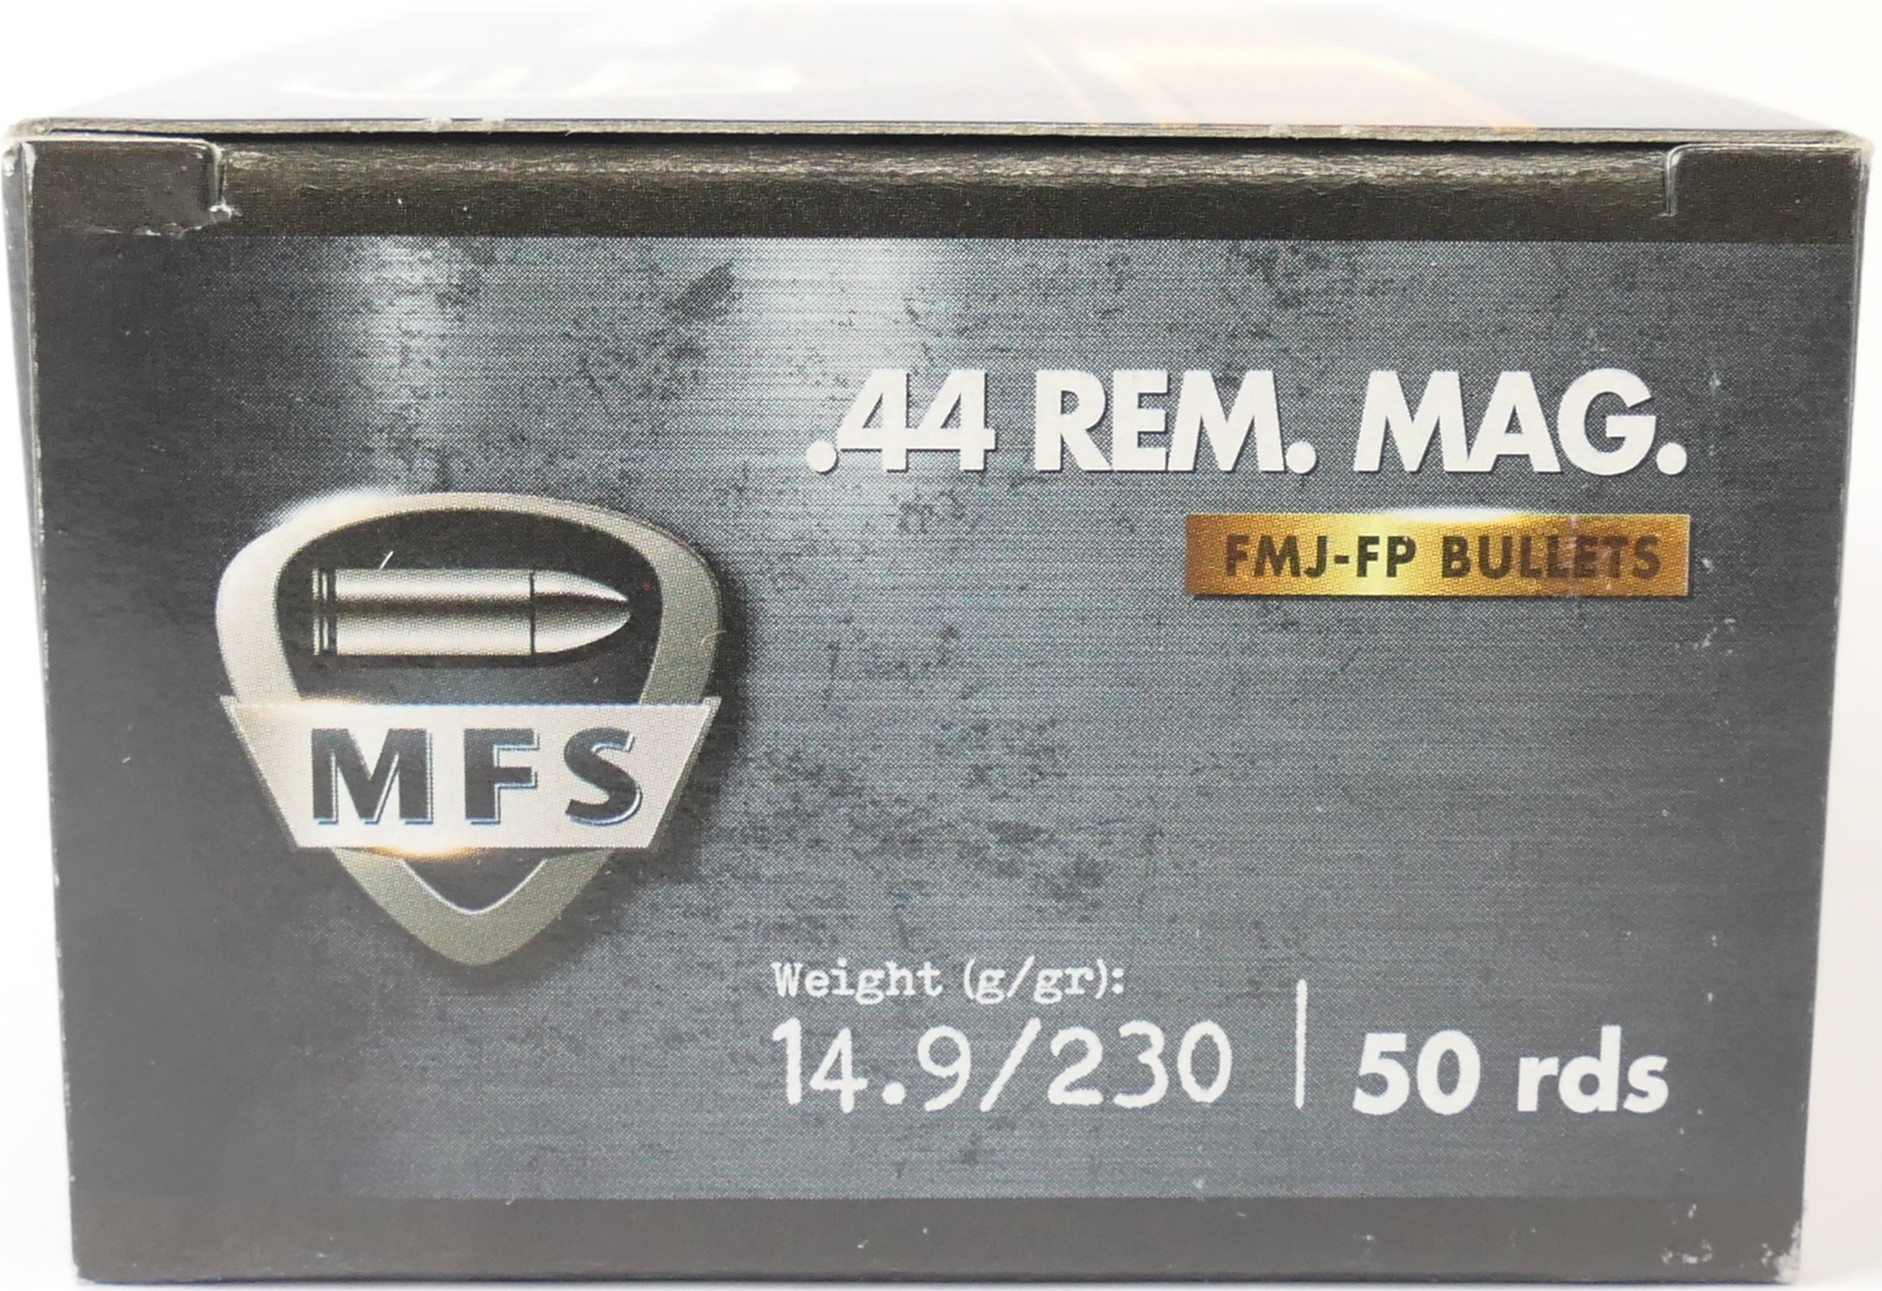 .44 REM. MAG.
FMJ-FP BULLETS
MFS
Weight (g/gr):
14.9/230 | 50 rds